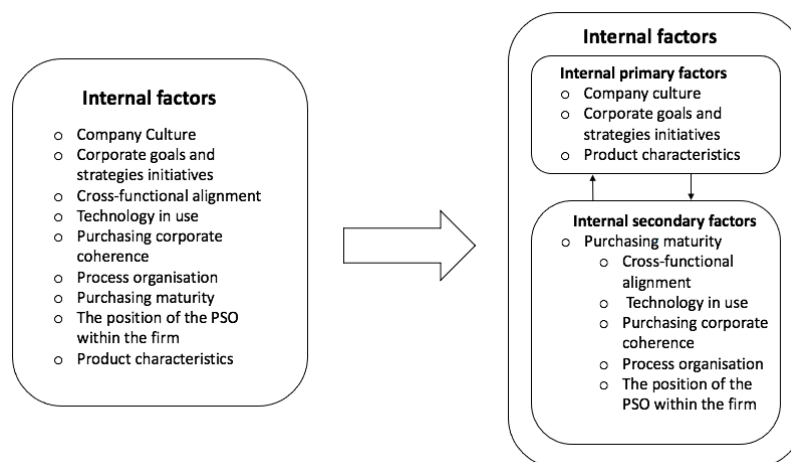 Internal factors
o Company Culture
o Corporate goals and
strategies initiatives
o Cross-functional alignment
o Technology in use
o Purchasing corporate
coherence
o Process organisation
o Purchasing maturity
o The position of the PSO
within the firm
o Product characteristics
Internal factors
Internal primary factors
o Company culture
o Corporate goals and
strategies initiatives
o Product characteristics
Internal secondary factors
o Purchasing maturity
o Cross-functional
alignment
o Technology in use
o Purchasing corporate
coherence
o Process organisation
o The position of the
PSO within the firm